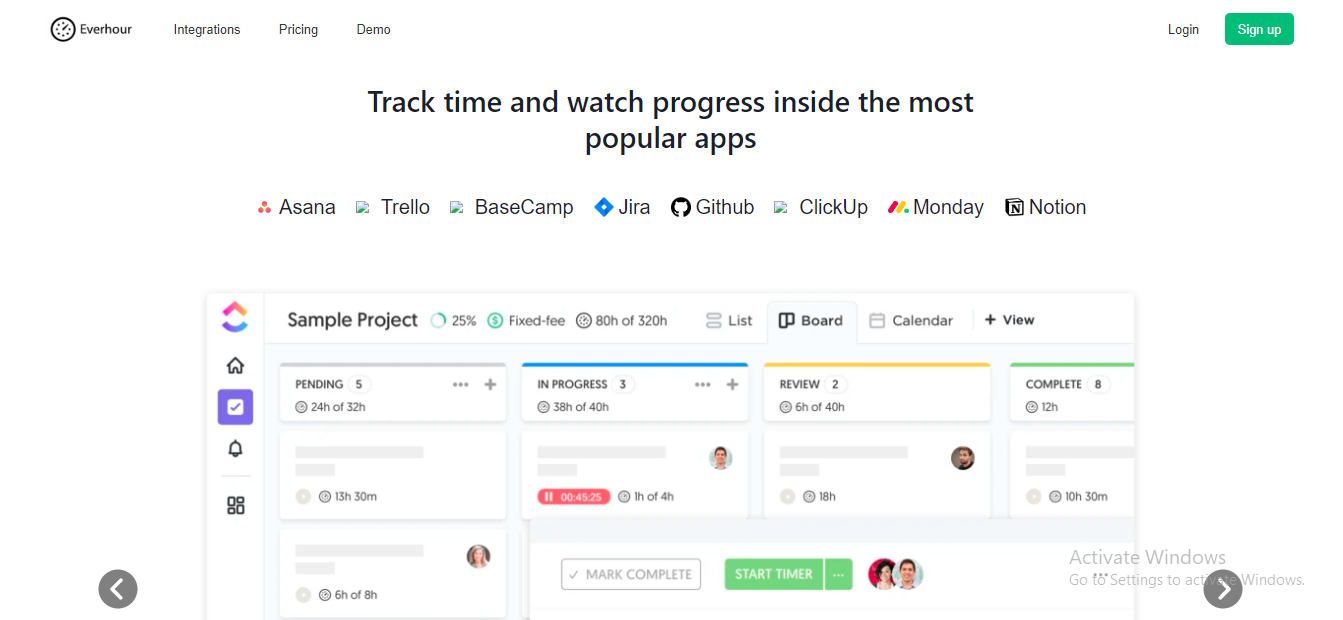 Everhour Integrations Pricing Demo Login Sign up
Track time and watch progress inside the most
popular apps
Asana Trello BaseCamp Jira Github ClickUp Monday Notion
Sample Project 25% Fixed-fee 80h of 320h List Board Calendar + View
PENDING 5 IN PROGRESS 3 REVIEW 2 COMPLETE 8
24h of 32h 38h of 40h 6h of 40h 12h
13h 30m 00:45:25 1h of 4h 18h 10h 30m
MARK COMPLETE START TIMER
6h of 8h
Activate Windows
Go to Settings to activate Windows.